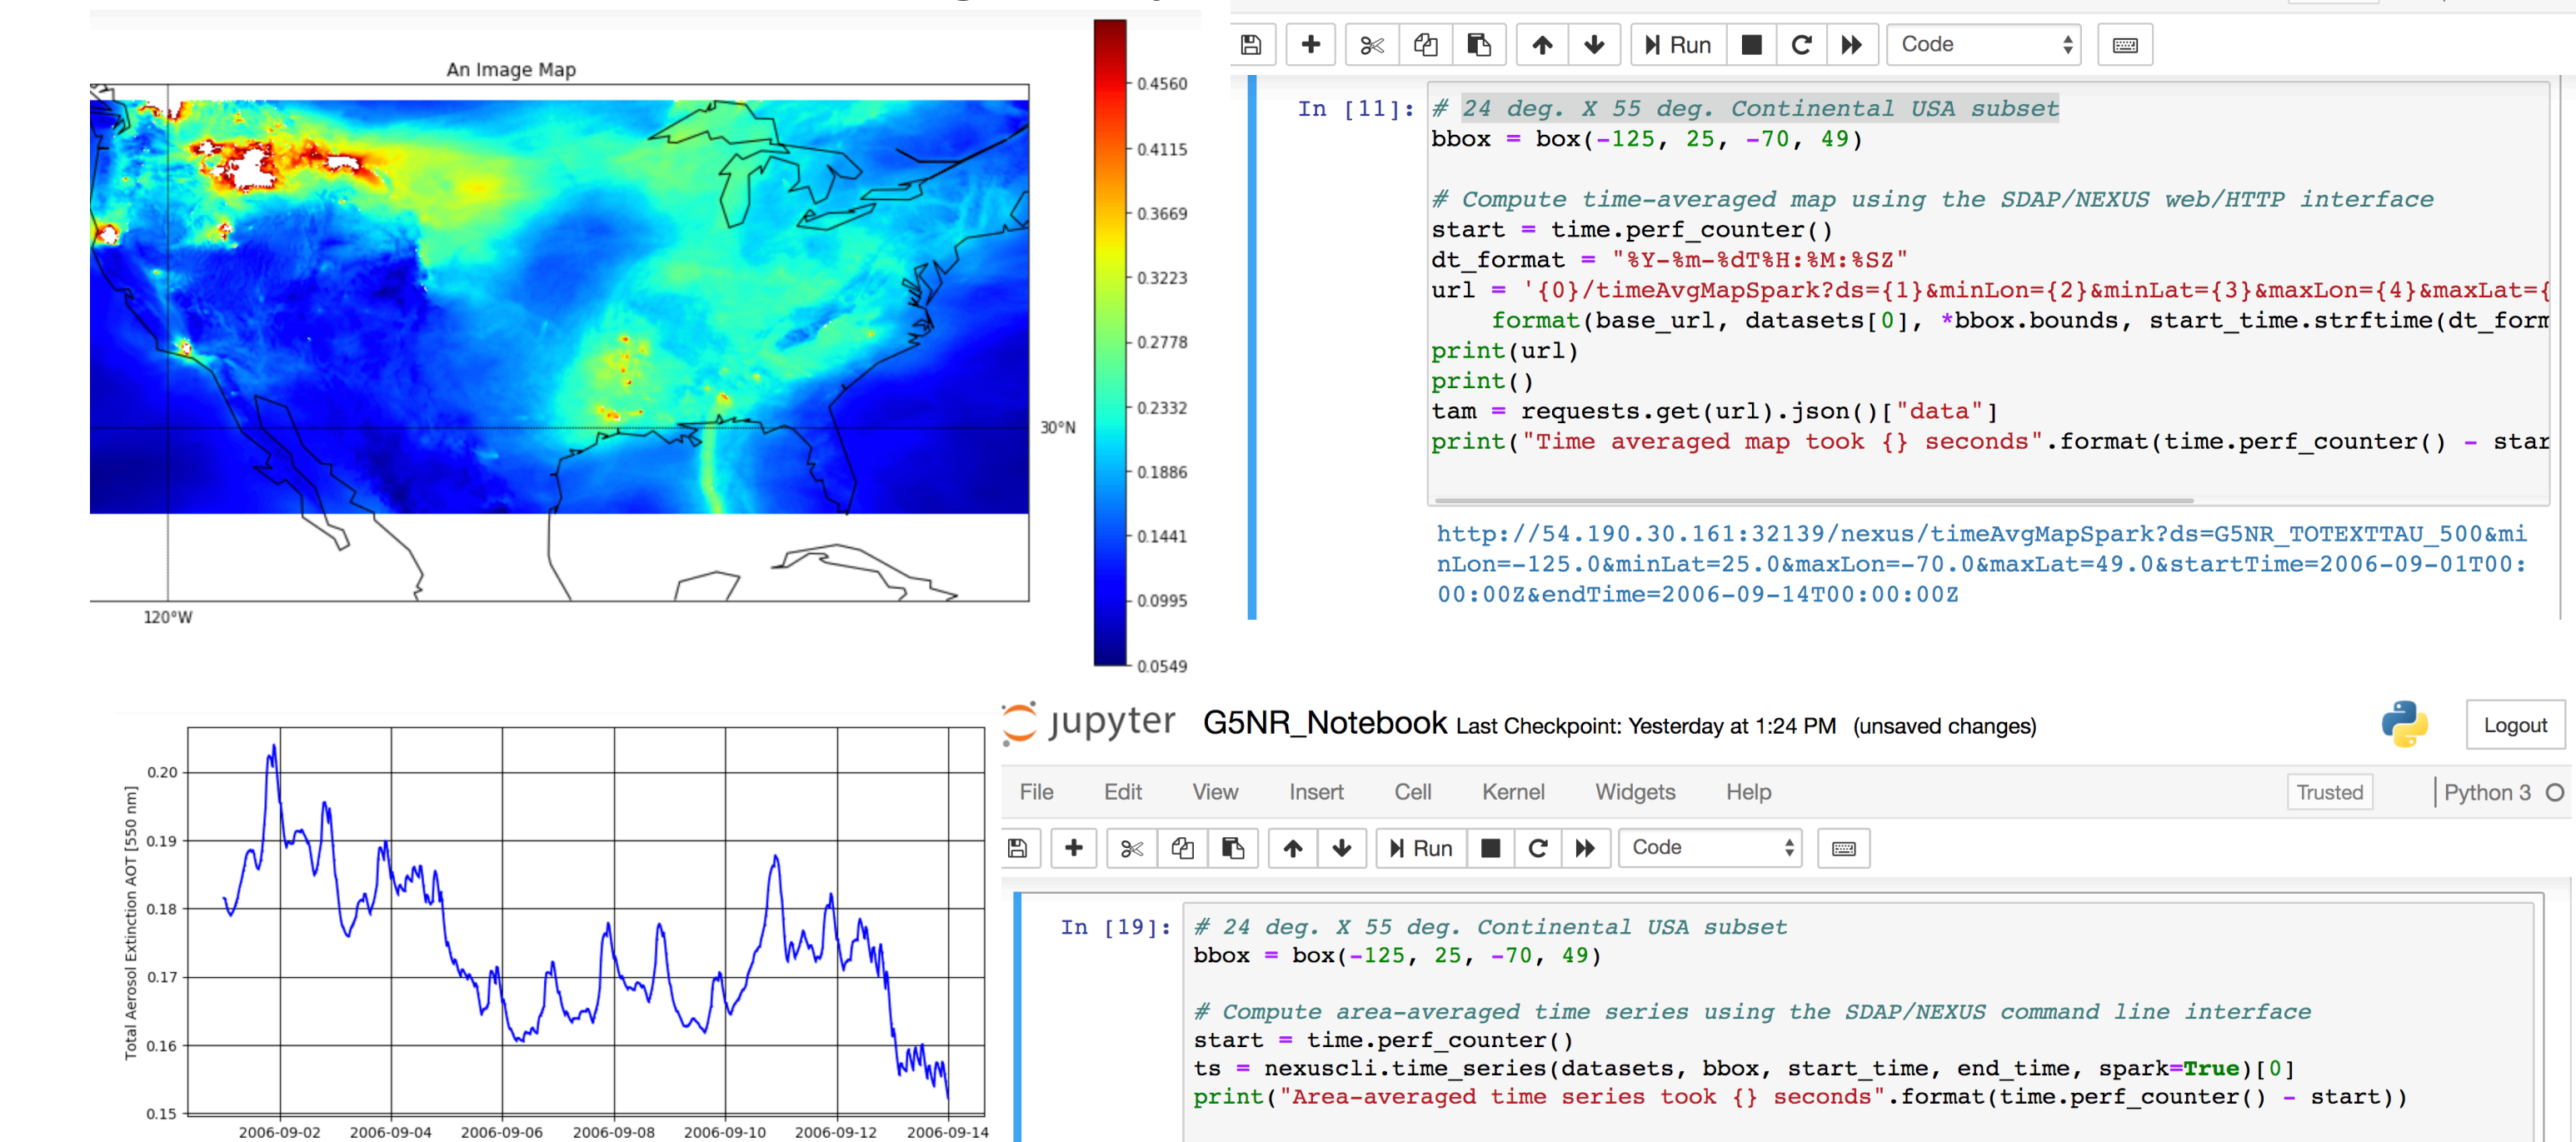 An Image Map
0.4560
0.4115
0.3669
0.3223
0.2778
0.2332
0.1886
0.1441
0.0995
0.0549
30°N
120°W
Run
Code
In [11]:
# 24 deg. X 55 deg. Continental USA subset
bbox = box(-125, 25, -70, 49)
# Compute time-averaged map using the SDAP/NEXUS web/HTTP interface
start = time.perf_counter()
dt_format = "%Y-%m-%dT%H:%M:%SZ"
url = '{0}/timeAvgMapSpark?ds={1}&minLon={2}&minLat={3}&maxLon={4}&maxLat={
format(base_url, datasets[0], *bbox.bounds, start_time.strftime(dt_form
print(url)
print()
tam = requests.get(url).json()["data"]
print("Time averaged map took {} seconds".format(time.perf_counter() - star
http://54.190.30.161:32139/nexus/timeAvgMapSpark?ds=G5NR_TOTEXTTAU_500&mi
nLon=-125.0&minLat=25.0&maxLon=-70.0&maxLat=49.0&startTime=2006-09-01T00:
00:00Z&endTime=2006-09-14T00:00:00Z
Total Aerosol Extinction AOT [550 nm]
0.20
0.19
0.18
0.17
0.16
0.15
2006-09-02 2006-09-04 2006-09-06 2006-09-08 2006-09-10 2006-09-12 2006-09-14
jupyter G5NR_Notebook Last Checkpoint: Yesterday at 1:24 PM (unsaved changes)
Logout
File Edit View Insert Cell Kernel Widgets Help
Trusted
Python 3
Run
Code
In [19]:
# 24 deg. X 55 deg. Continental USA subset
bbox = box(-125, 25, -70, 49)
# Compute area-averaged time series using the SDAP/NEXUS command line interface
start = time.perf_counter()
ts = nexuscli.time_series(datasets, bbox, start_time, end_time, spark=True)[0]
print("Area-averaged time series took {} seconds".format(time.perf_counter() - start))